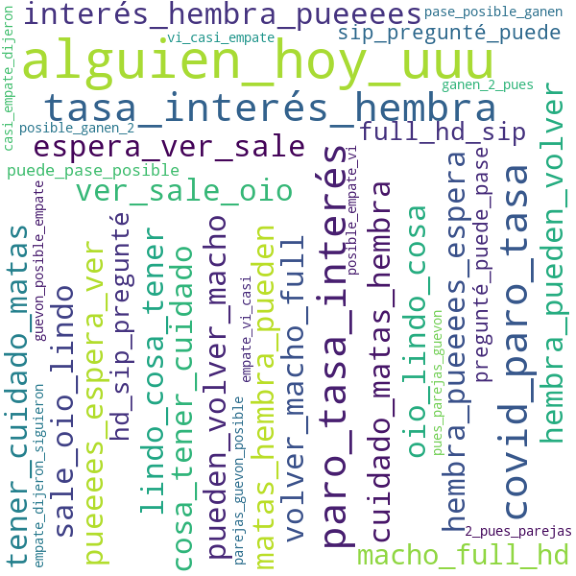 interés_hembra_pueeees
pase_posible_ganen
vi_casi_empate
sip_pregunté_puede
alguien_hoy_uuu
ganen_2_pues
tasa_interés_hembra
posible_ganen_2
full_hd_sip
espera_ver_sale
puede_pase_posible
ver_sale_oio
casi_empate_dijeron
tener_cuidado_matas
guevon_posible_empate
empate_dijeron_siguieron
sale_oio_lindo
pueeees_espera_ver
hd_sip_pregunté
lindo_cosa_tener
cosa_tener_cuidado
pueden_volver_macho
parejas_guevon_posible
empate_vi_casi
matas_hembra_pueden
volver_macho_full
paro_tasa_interés
posible_empate_vi
cuidado_matas_hembra
oio_lindo_cosa
pues_parejas_guevon
hembra_pueeees_espera
pregunté_puede_pase
covid_paro_tasa
hembra_pueden_volver
2_pues_parejas
macho_full_hd